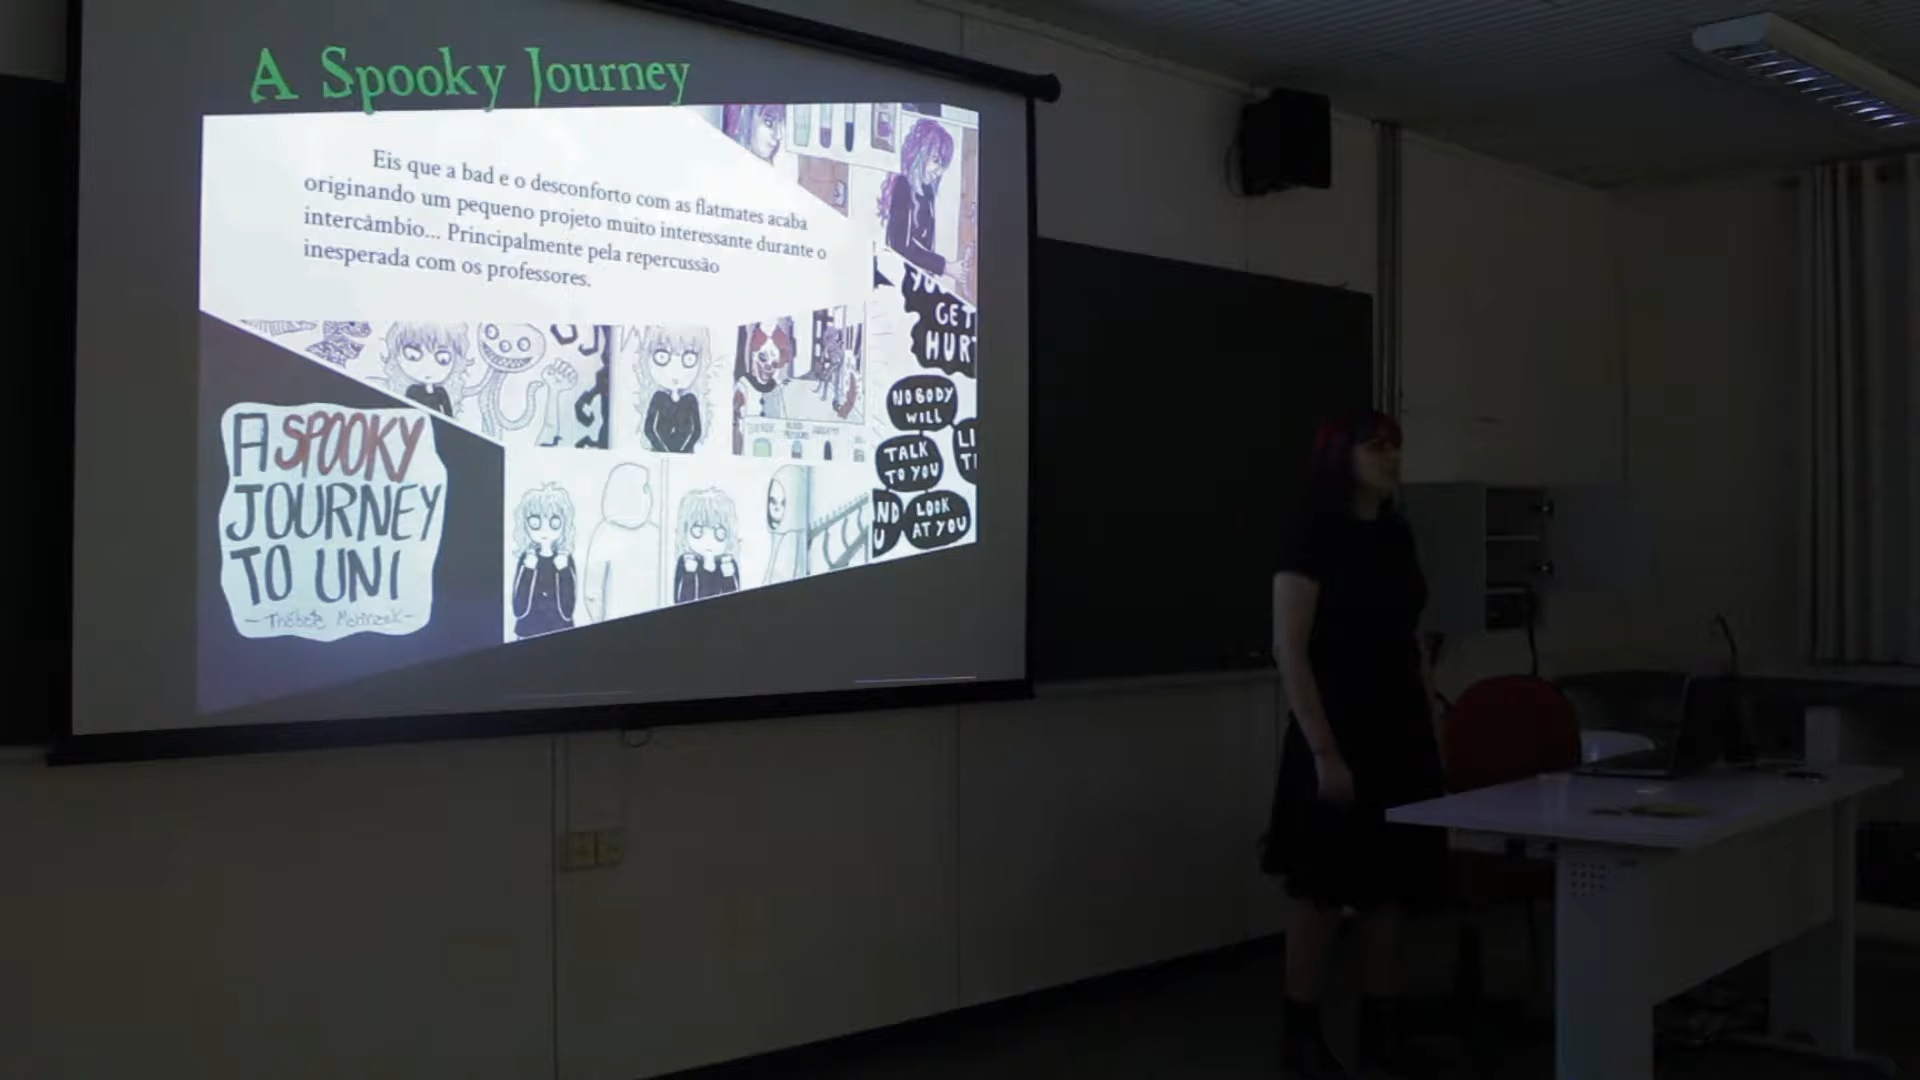 A Spooky Journey
Eis que a bad e o desconforto com as flatmates acaba
originando um pequeno projeto muito interessante durante o
intercâmbio... Principalmente pela repercussão
inesperada com os professores.
A SPOOKY
JOURNEY
TO UNI
GET
HUR
NOBODY
WILL
TALK
TO YOU
LOOK
AT YOU